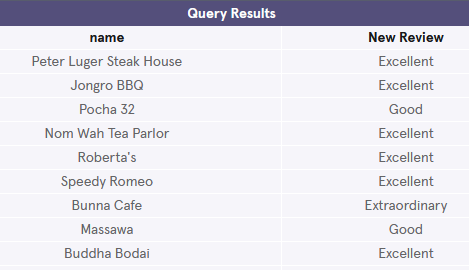 Query Results
name New Review
Peter Luger Steak House Excellent
Jongro BBQ Excellent
Pocha 32 Good
Nom Wah Tea Parlor Excellent
Roberta's Excellent
Speedy Romeo Excellent
Bunna Cafe Extraordinary
Massawa Good
Buddha Bodai Excellent